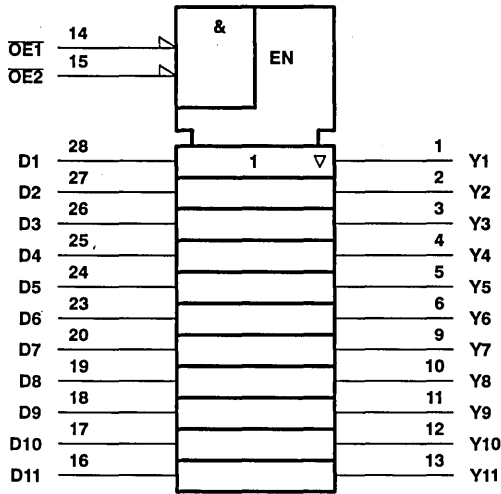 &
EN
O̅E̅1̅ 14
O̅E̅2̅ 15
D1 28 1 ▽ 1 Y1
D2 27 2 Y2
D3 26 3 Y3
D4 25 4 Y4
D5 24 5 Y5
D6 23 6 Y6
D7 20 9 Y7
D8 19 10 Y8
D9 18 11 Y9
D10 17 12 Y10
D11 16 13 Y11